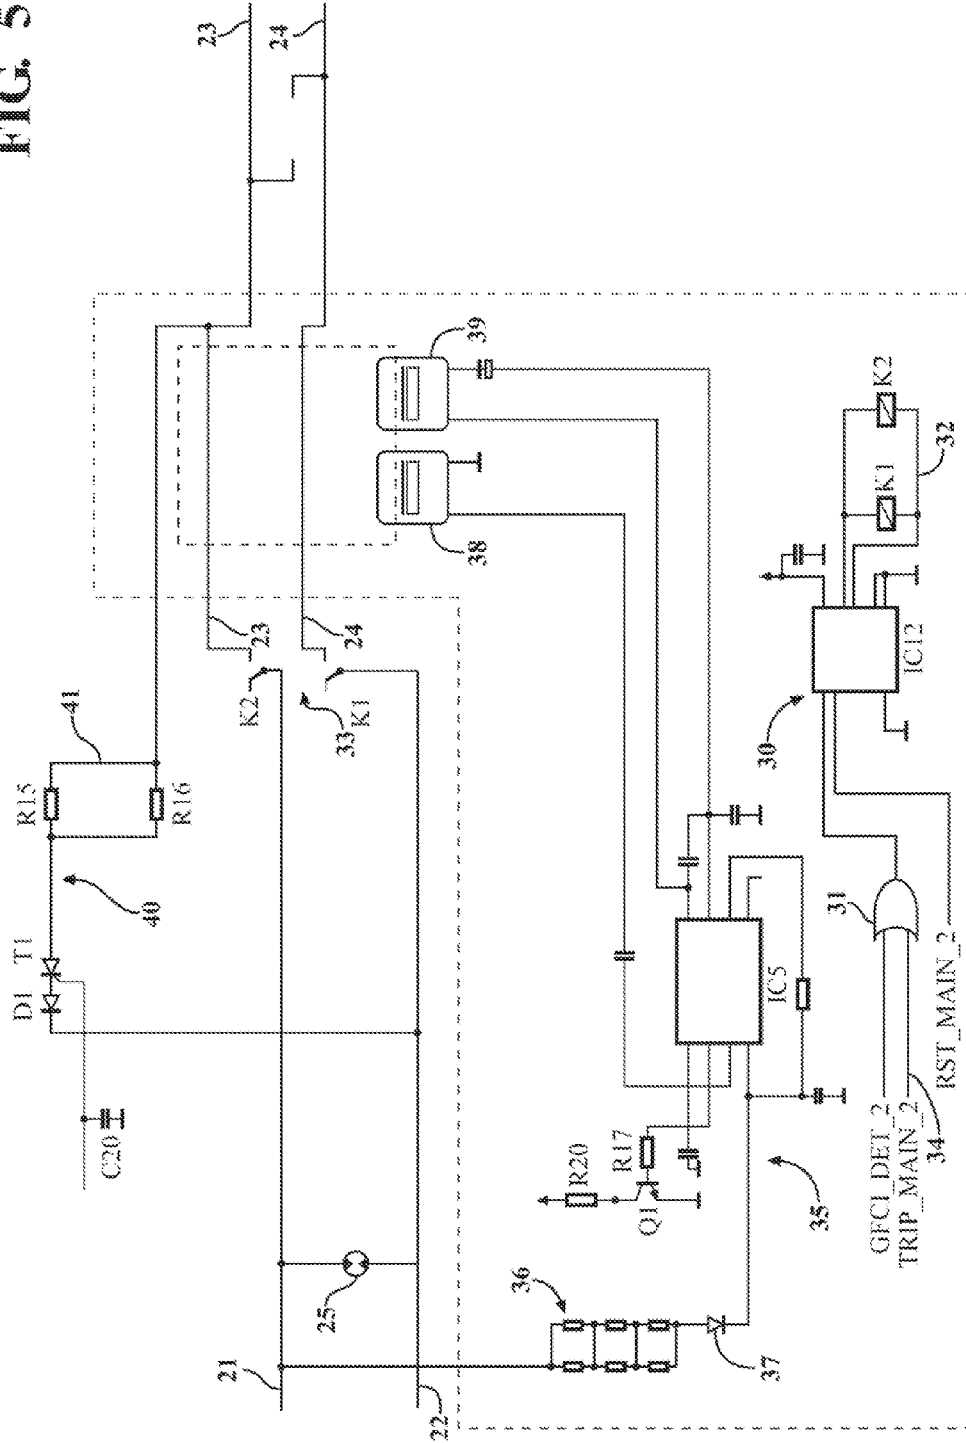 FIG. 5
23
24
21
22
25
D1
T1
C20
40
R15
R16
41
K2
33
K1
23
24
38
39
36
37
R20
Q1
R17
35
IC5
GFCI_DET_2
TRIP_MAIN_2
34
RST_MAIN_2
31
30
IC12
K1
K2
32